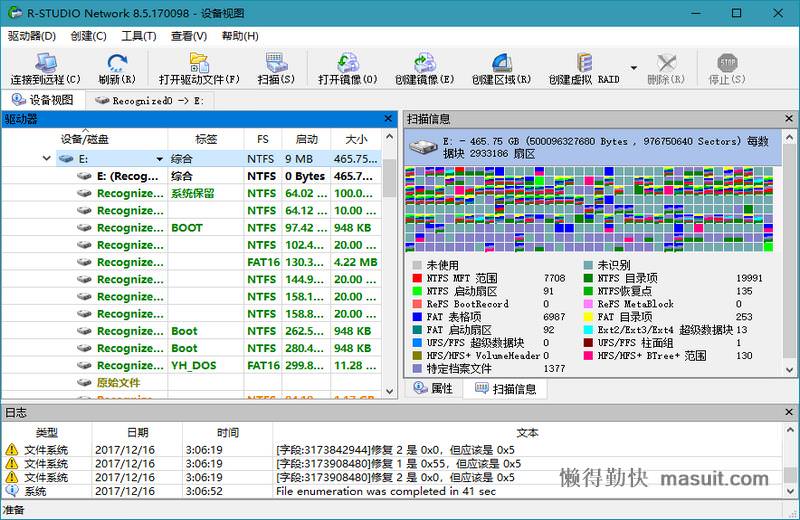 R-STUDIO Network 8.5.170098 - 设备视图
驱动器(D) 创建(C) 工具(T) 查看(V) 帮助(H)
连接到远程(C) 刷新(R) 打开驱动文件(F) 扫描(S) 打开镜像(O) 创建镜像(E) 创建区域(R) 创建虚拟 RAID 删除(R) 停止(S)
设备视图 Recognized0 -> E:
驱动器
设备/磁盘 标签 FS 启动 大小
E: 综合 NTFS 9 MB 465.75...
E: (Recog... 综合 NTFS 0 Bytes 465.7...
Recognize... 系统保留 NTFS 64.02 ... 100.0...
Recognize... NTFS 64.12 ... 10.00 ...
Recognize... BOOT NTFS 97.42 ... 948 KB
Recognize... NTFS 102.4... 20.00 ...
Recognize... FAT16 130.3... 4.22 MB
Recognize... NTFS 144.9... 20.00 ...
Recognize... NTFS 158.1... 20.00 ...
Recognize... NTFS 158.8... 20.00 ...
Recognize... Boot NTFS 262.5... 948 KB
Recognize... Boot NTFS 280.4... 948 KB
Recognize... YH_DOS FAT16 299.8... 11.28 ...
原始文件
扫描信息
E: - 465.75 GB (500096327680 Bytes , 976750640 Sectors) 每数
据块 2933186 扇区
未使用
未识别
NTFS MFT 范围 7708
NTFS 目录项 19991
NTFS 启动扇区 91
NTFS恢复点 135
ReFS BootRecord 0
ReFS MetaBlock 0
FAT 表格项 6987
FAT 目录项 253
FAT 启动扇区 92
Ext2/Ext3/Ext4 超级数据块 13
UFS/FFS 超级数据块 0
UFS/FFS 柱面组 1
HFS/HFS+ VolumeHeader 0
HFS/HFS+ BTree+ 范围 130
特定档案文件 1377
属性 扫描信息
日志
类型 日期 时间 文本
文件系统 2017/12/16 3:06:19 [字段:3173842944]修复 2 是 0x0，但应该是 0x5
文件系统 2017/12/16 3:06:19 [字段:3173908480]修复 1 是 0x55，但应该是 0x5
文件系统 2017/12/16 3:06:19 [字段:3173908480]修复 2 是 0x0，但应该是 0x5
系统 2017/12/16 3:06:52 File enumeration was completed in 41 sec
懒得勤快 masuit.com
准备